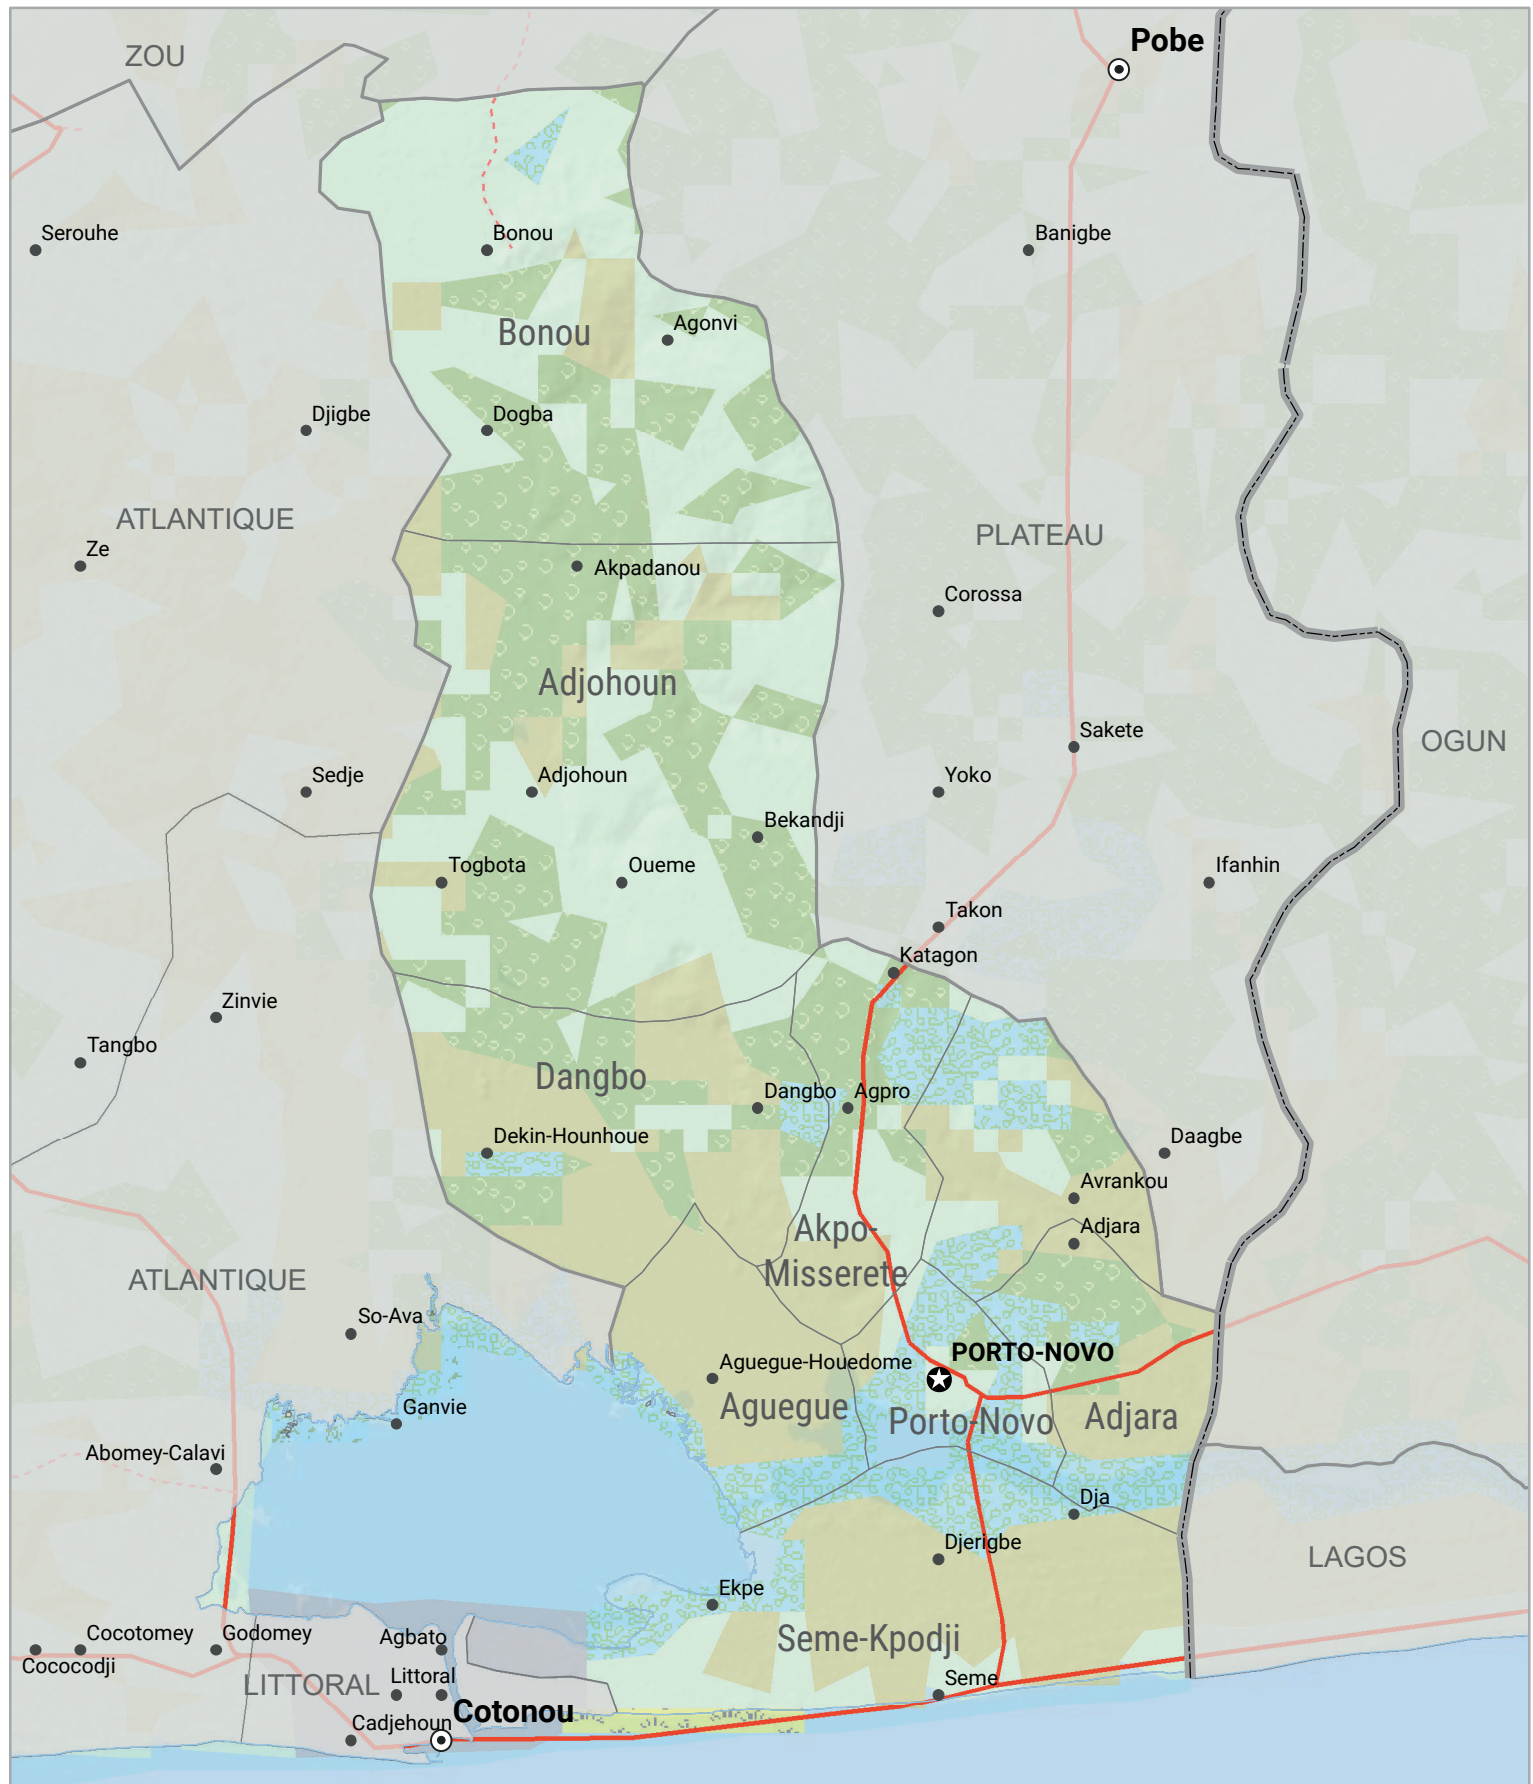 Pobe
ZOU
Serouhe
Bonou
Banigbe
Agonvi
Bonou
Djigbe
Dogba
ATLANTIQUE
PLATEAU
Ze
Akpadanou
Corossa
Adjohoun
Sakete
OGUN
Sedje
Adjohoun
Yoko
Bekandji
Togbota
Oueme
Ifanhin
Takon
Katagon
Zinvie
Tangbo
Dangbo
Dangbo
Agpro
Dekin-Hounhoue
Daagbe
Avrankou
Akpo-
Misserete
Adjara
ATLANTIQUE
So-Ava
PORTO-NOVO
Aguegue-Houedome
Aguegue
Ganvie
Porto-Novo
Adjara
Abomey-Calavi
Dja
Djerigbe
LAGOS
Ekpe
Cocotomey
Godomey
Agbato
Seme-Kpodji
Cococodji
LITTORAL
Littoral
Seme
Cotonou
Cadjehoun